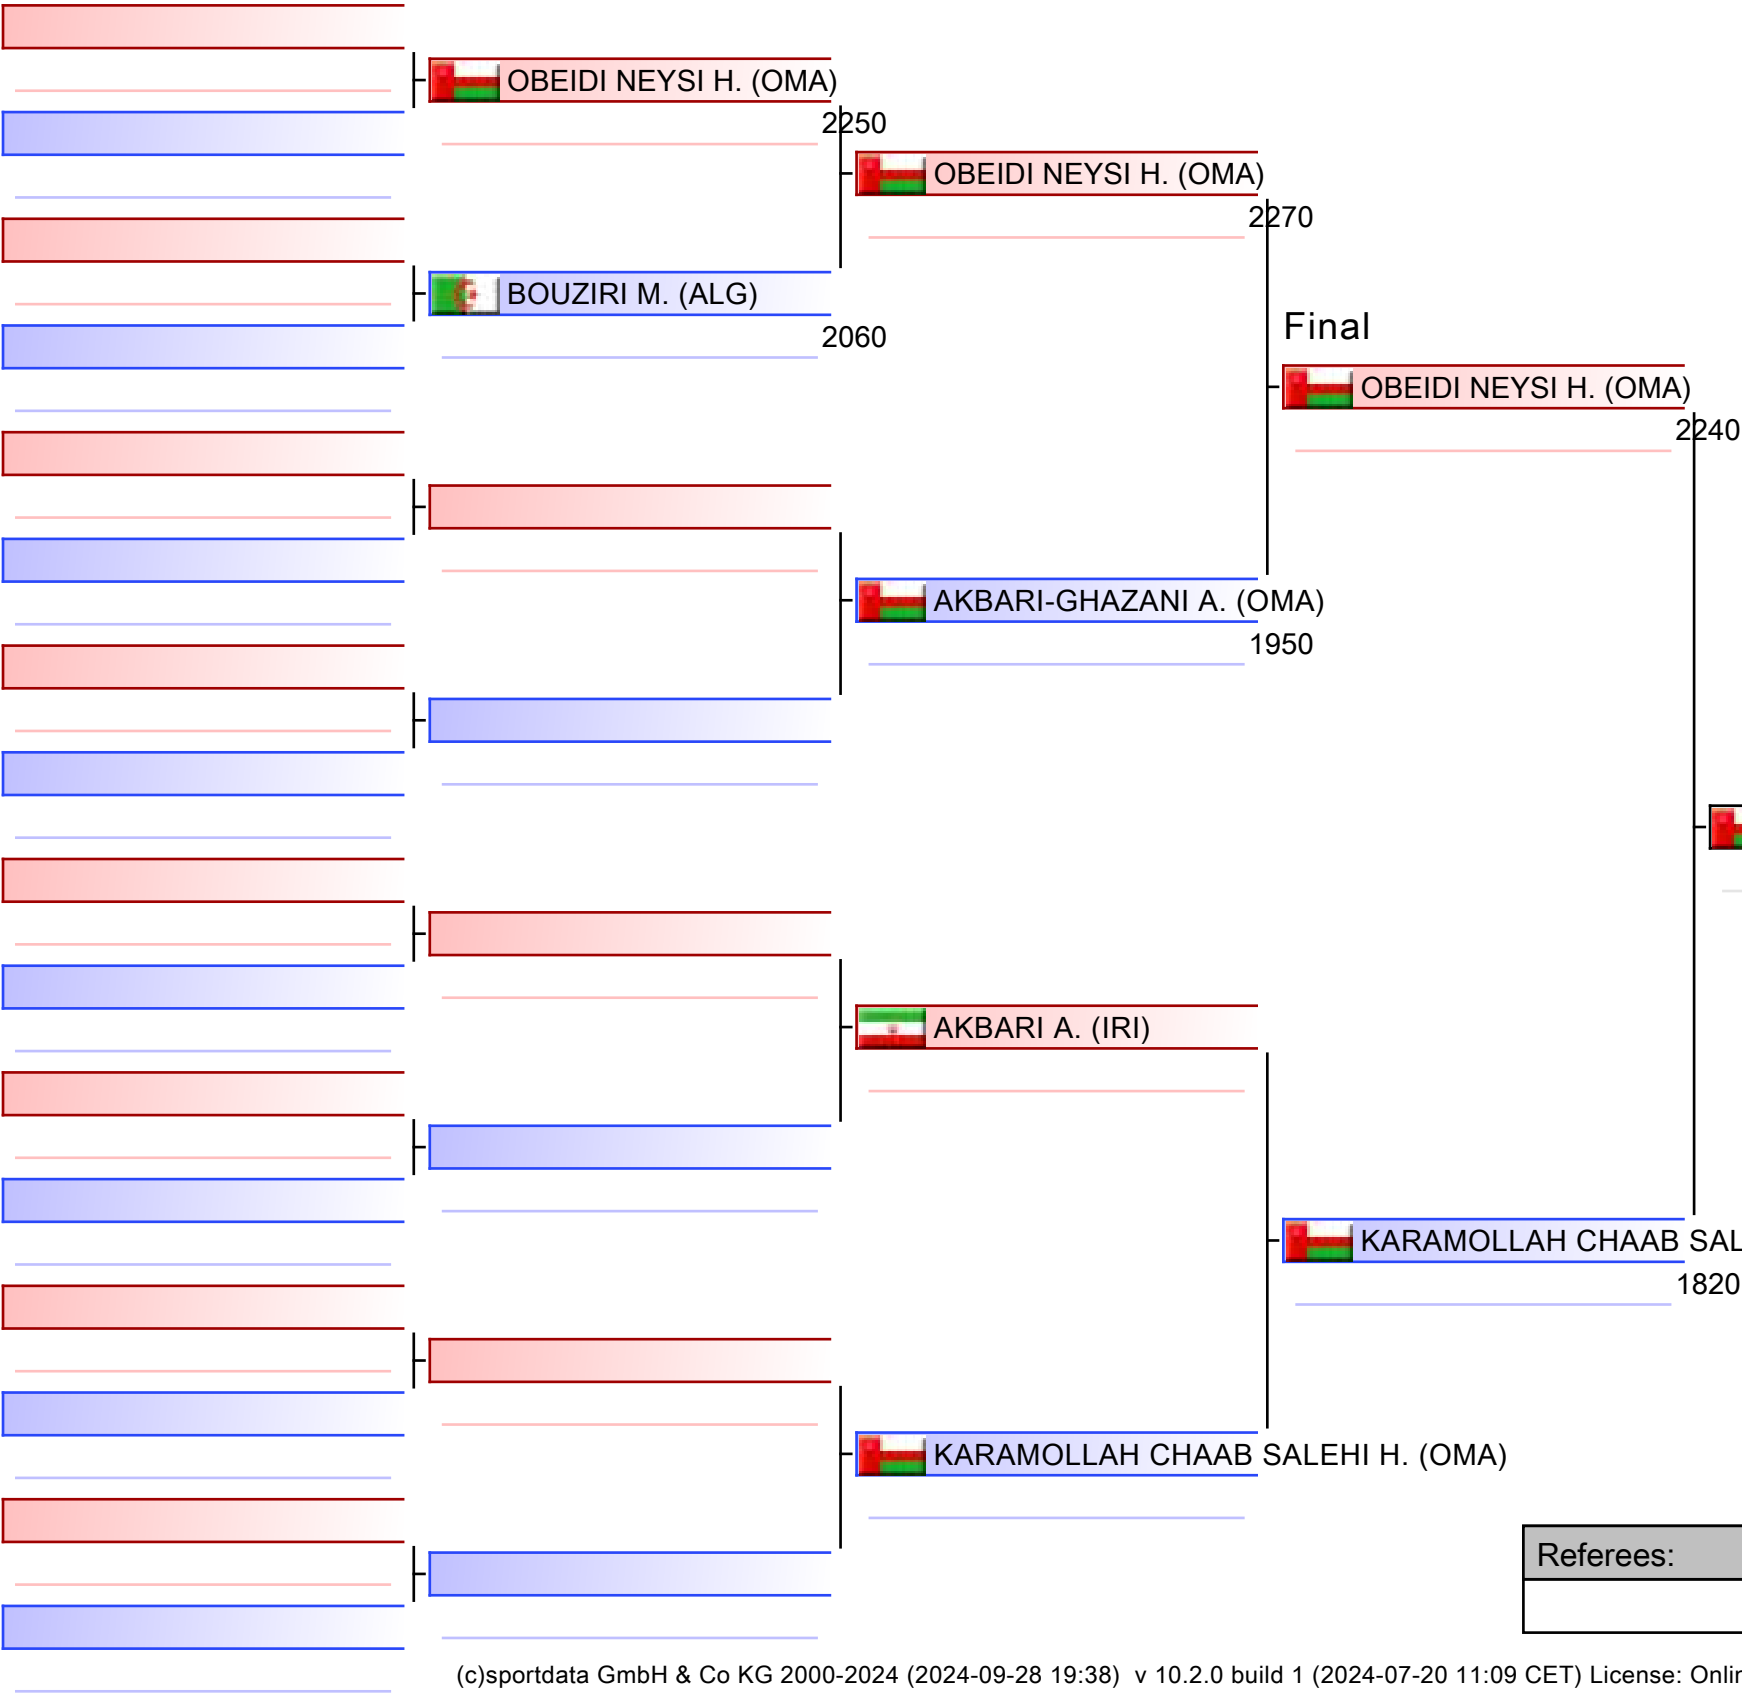 OBEIDI NEYSI H. (OMA)
2250
OBEIDI NEYSI H. (OMA)
2270
BOUZIRI M. (ALG)
2060
Final
OBEIDI NEYSI H. (OMA)
2240
AKBARI-GHAZANI A. (OMA)
1950
AKBARI A. (IRI)
KARAMOLLAH CHAAB SAL
1820
KARAMOLLAH CHAAB SALEHI H. (OMA)
Referees:
(c)sportdata GmbH & Co KG 2000-2024 (2024-09-28 19:38) v 10.2.0 build 1 (2024-07-20 11:09 CET) License: Onlin